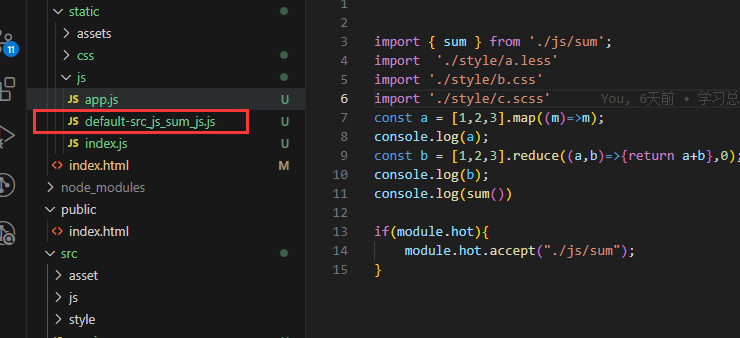 static
assets
css
js
JS app.js U
JS default-src_js_sum_js.js U
JS index.js U
<> index.html M
node_modules
public
<> index.html
src
asset
js
style
11
1
2
3 import { sum } from './js/sum';
4 import  './style/a.less'
5 import './style/b.css'
6 import './style/c.scss' You, 6天前 • 学习总
7 const a = [1,2,3].map((m)=>m);
8 console.log(a);
9 const b = [1,2,3].reduce((a,b)=>{return a+b},0);
10 console.log(b);
11 console.log(sum())
12
13 if(module.hot){
14     module.hot.accept("./js/sum");
15 }